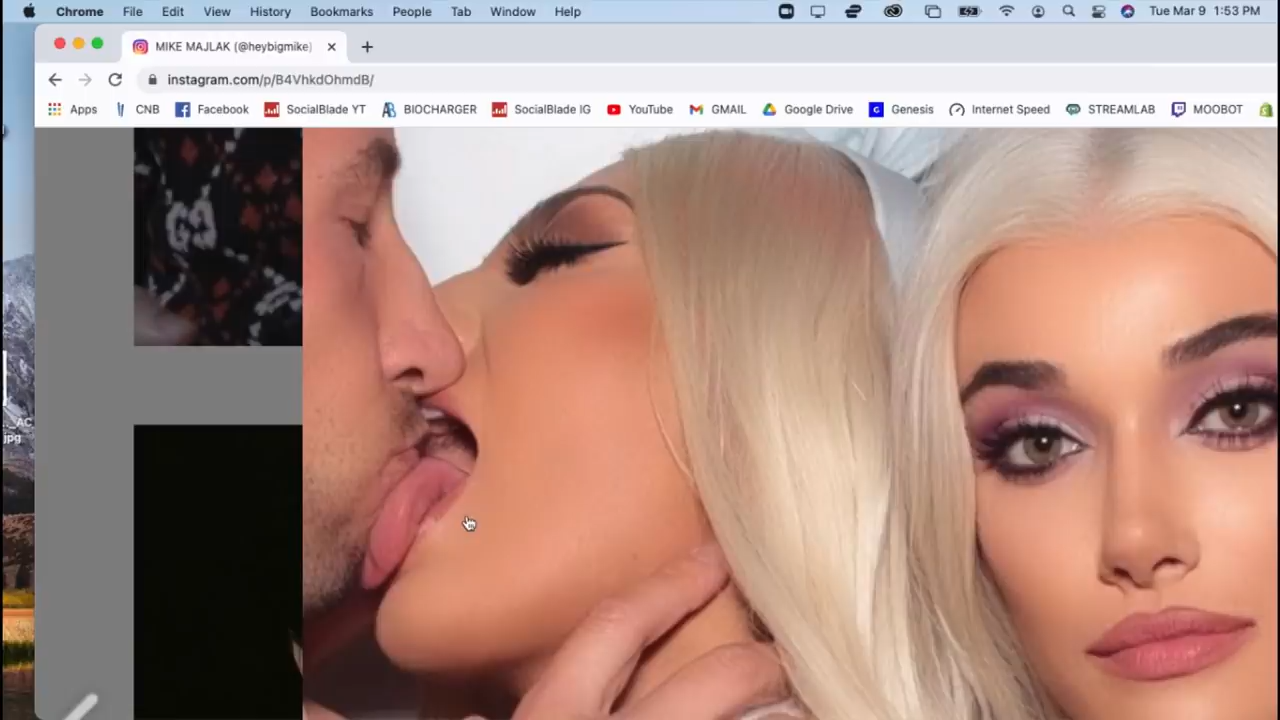 Chrome File Edit View History Bookmarks People Tab Window Help Tue Mar 9 1:53 PM
MIKE MAJLAK (@heybigmike)
instagram.com/p/B4VhkdOhmdB/
Apps CNB Facebook SocialBlade YT BIOCHARGER SocialBlade IG YouTube GMAIL Google Drive Genesis Internet Speed STREAMLAB MOOBOT
_AC
jpg